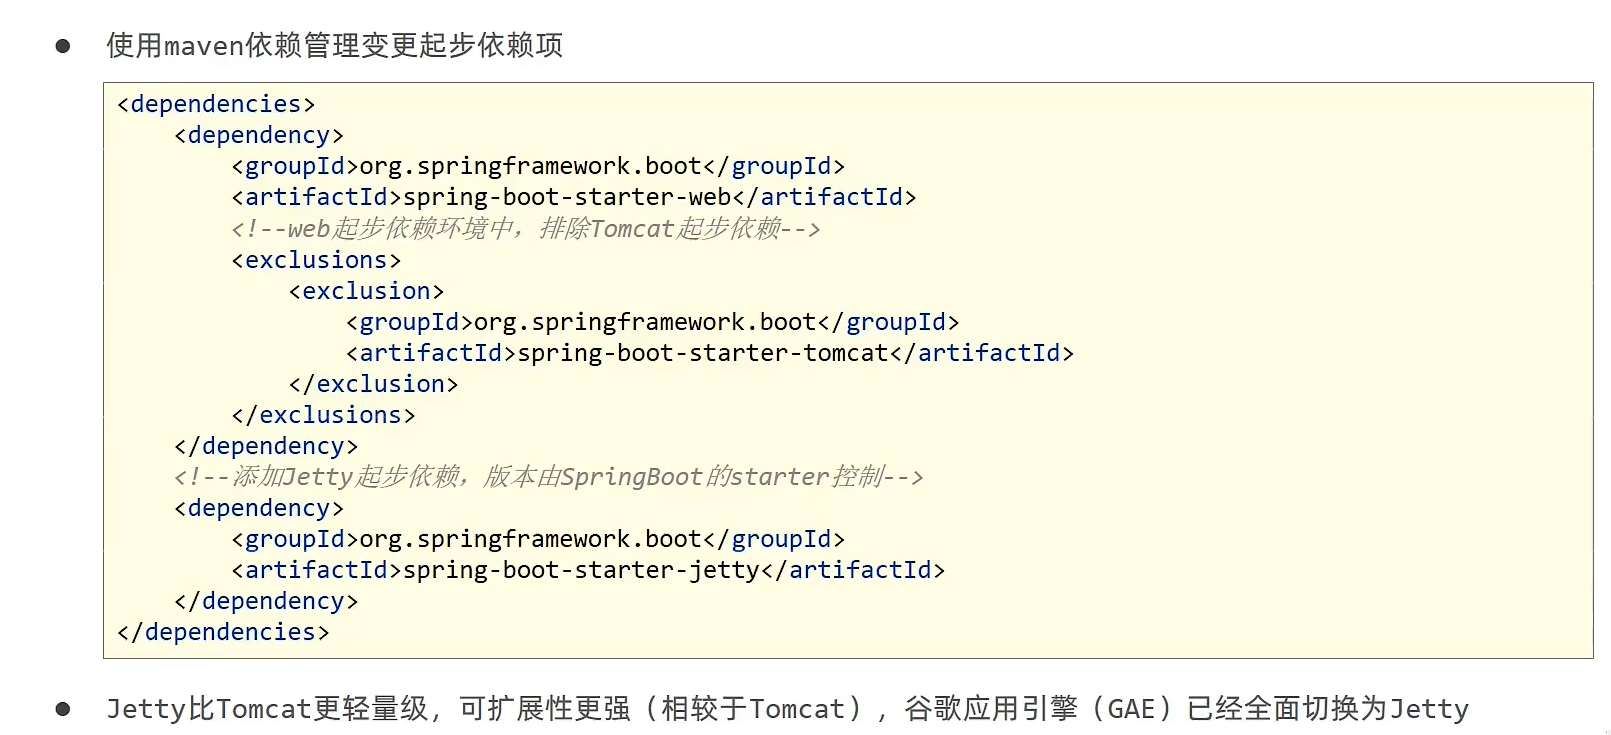 ● 使用maven依赖管理变更起步依赖项
<dependencies>
    <dependency>
        <groupId>org.springframework.boot</groupId>
        <artifactId>spring-boot-starter-web</artifactId>
        <!--web起步依赖环境中，排除Tomcat起步依赖-->
        <exclusions>
            <exclusion>
                <groupId>org.springframework.boot</groupId>
                <artifactId>spring-boot-starter-tomcat</artifactId>
            </exclusion>
        </exclusions>
    </dependency>
    <!--添加Jetty起步依赖，版本由SpringBoot的starter控制-->
    <dependency>
        <groupId>org.springframework.boot</groupId>
        <artifactId>spring-boot-starter-jetty</artifactId>
    </dependency>
</dependencies>
● Jetty比Tomcat更轻量级，可扩展性更强（相较于Tomcat），谷歌应用引擎（GAE）已经全面切换为Jetty